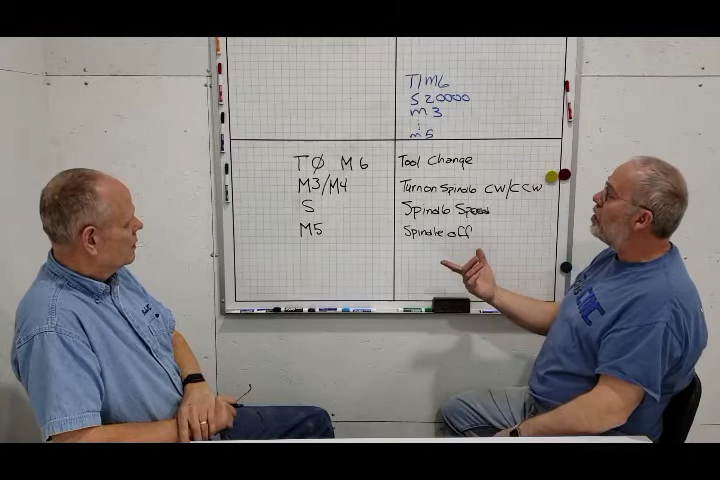 T1M6
S 20000
M3
⋮
M5
TØ M6 Tool Change
M3/M4 Turn on Spindle CW/CCW
S Spindle Speed
M5 Spindle off